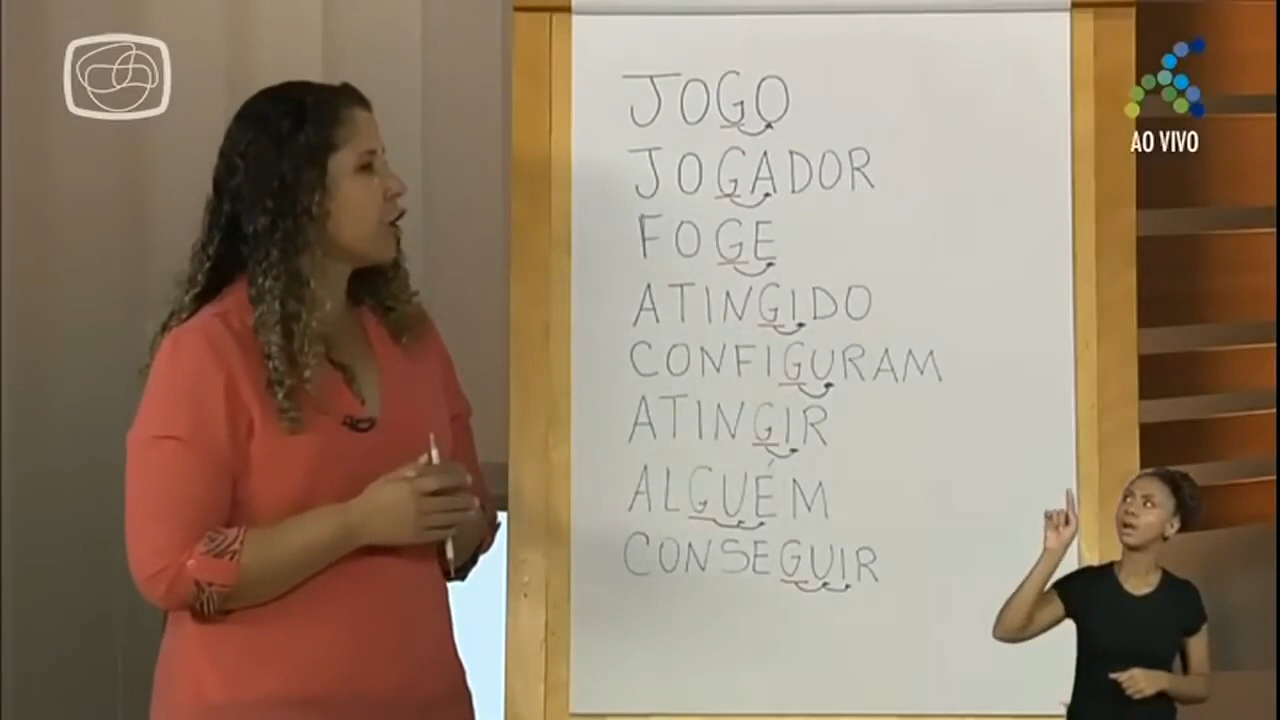 JOGO
JOGADOR
FOGE
ATINGIDO
CONFIGURAM
ATINGIR
ALGUÉM
CONSEGUIR
AO VIVO